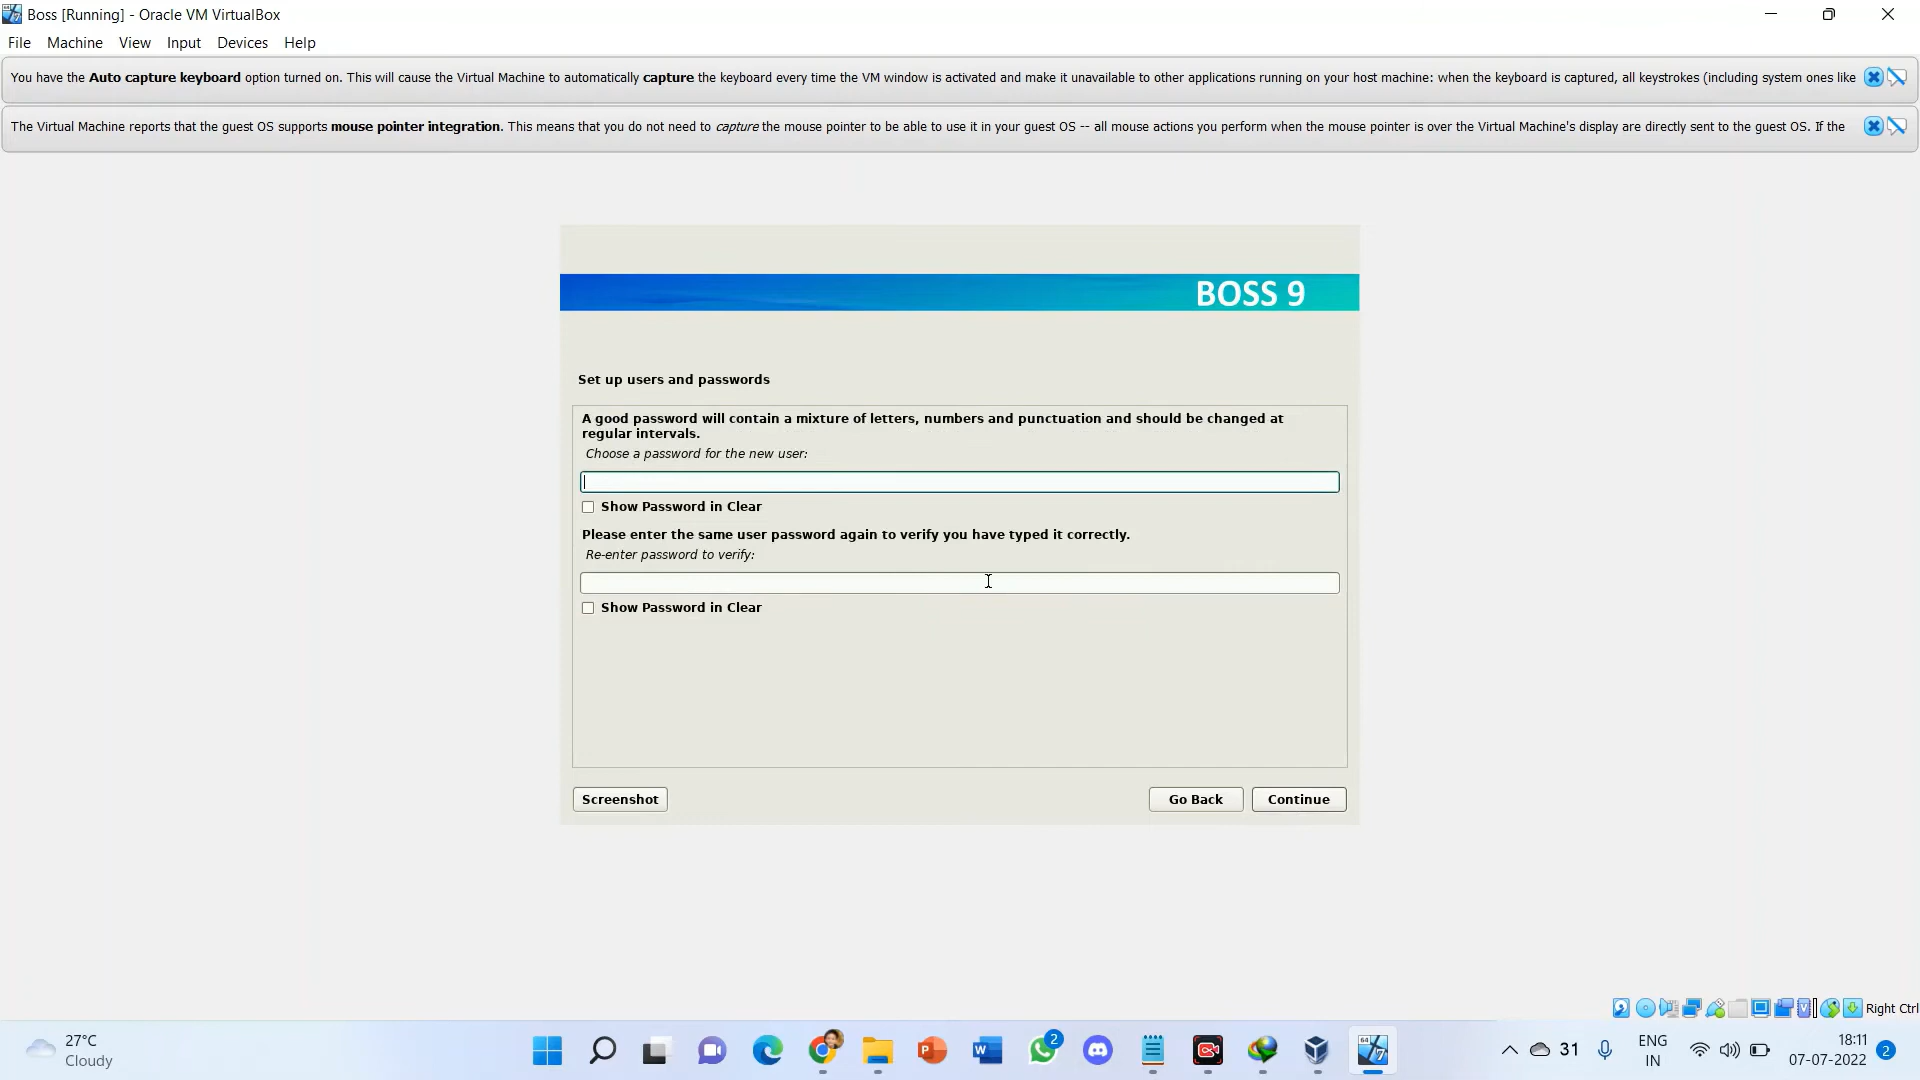 Boss [Running] - Oracle VM VirtualBox
File Machine View Input Devices Help
You have the Auto capture keyboard option turned on. This will cause the Virtual Machine to automatically capture the keyboard every time the VM window is activated and make it unavailable to other applications running on your host machine: when the keyboard is captured, all keystrokes (including system ones like
The Virtual Machine reports that the guest OS supports mouse pointer integration. This means that you do not need to capture the mouse pointer to be able to use it in your guest OS -- all mouse actions you perform when the mouse pointer is over the Virtual Machine's display are directly sent to the guest OS. If the
BOSS 9
Set up users and passwords
A good password will contain a mixture of letters, numbers and punctuation and should be changed at
regular intervals.
Choose a password for the new user:
Show Password in Clear
Please enter the same user password again to verify you have typed it correctly.
Re-enter password to verify:
Show Password in Clear
Screenshot Go Back Continue
Right Ctrl
27°C
Cloudy
2
31
ENG
IN
18:11
07-07-2022
2